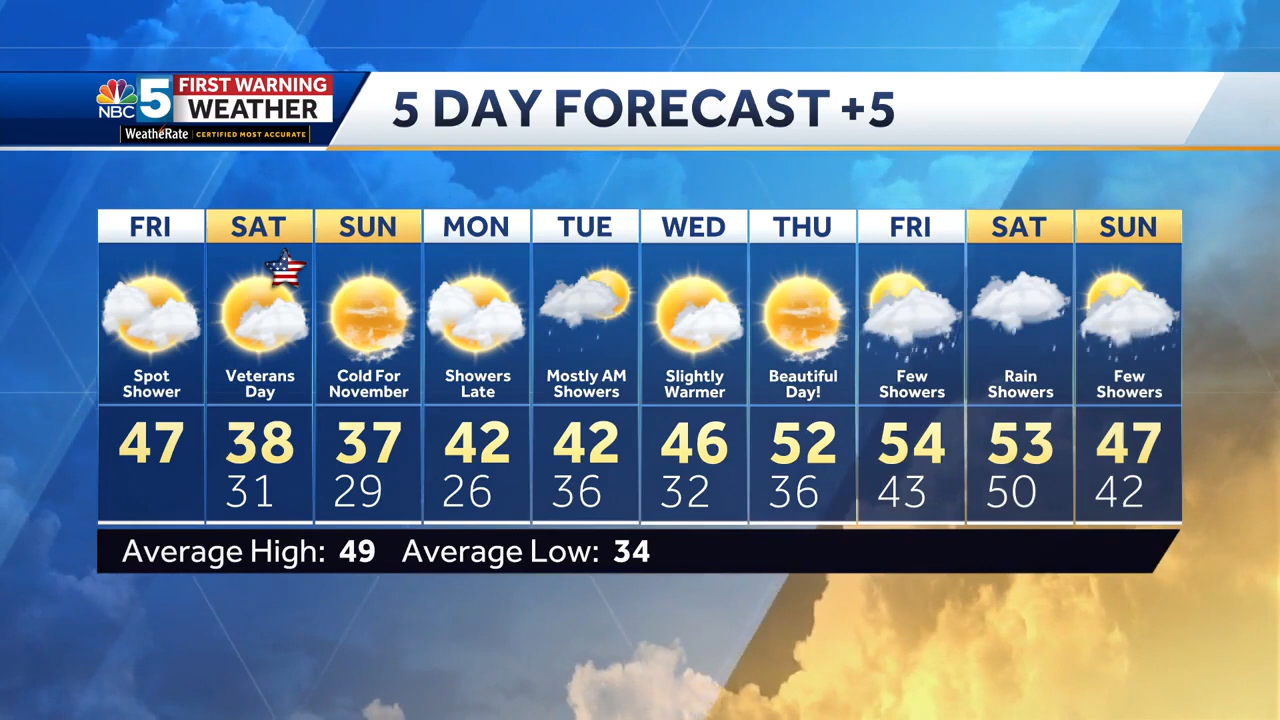 FIRST WARNING
NBC 5 WEATHER
WeatheRate | CERTIFIED MOST ACCURATE
5 DAY FORECAST +5
FRI SAT SUN MON TUE WED THU FRI SAT SUN
Spot Veterans Cold For Showers Mostly AM Slightly Beautiful Few Rain Few
Shower Day November Late Showers Warmer Day! Showers Showers Showers
47 38 37 42 42 46 52 54 53 47
31 29 26 36 32 36 43 50 42
Average High: 49 Average Low: 34